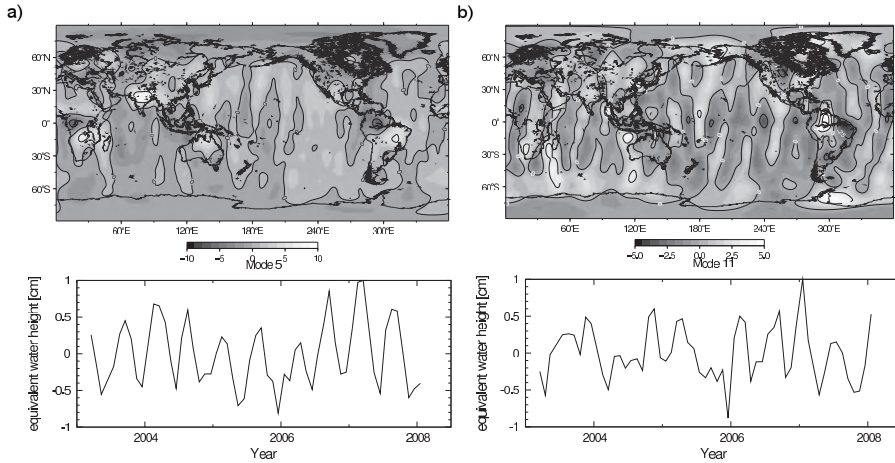 a)
60°N
30°N
0°
30°S
60°S
60°E
120°E
180°E
240°E
300°E
-10
-5
0
5
10
Mode 5
equivalent water height [cm]
1
0.5
0
-0.5
-1
2004
2006
2008
Year
b)
60°N
30°N
0°
30°S
60°S
60°E
120°E
180°E
240°E
300°E
-5.0
-2.5
0.0
2.5
5.0
Mode 11
equivalent water height [cm]
1
0.5
0
-0.5
-1
2004
2006
2008
Year